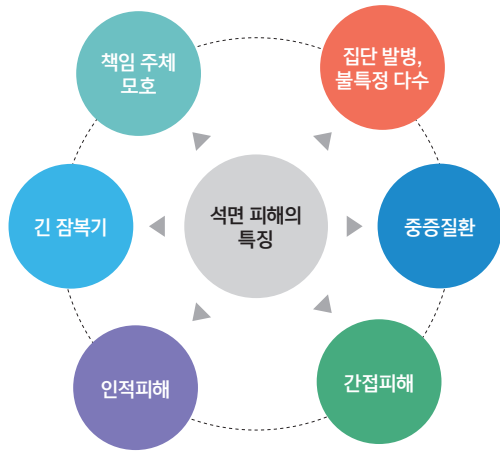 책임 주체
모호
집단 발병,
불특정 다수
긴 잠복기
석면 피해의
특징
중증질환
인적피해
간접피해